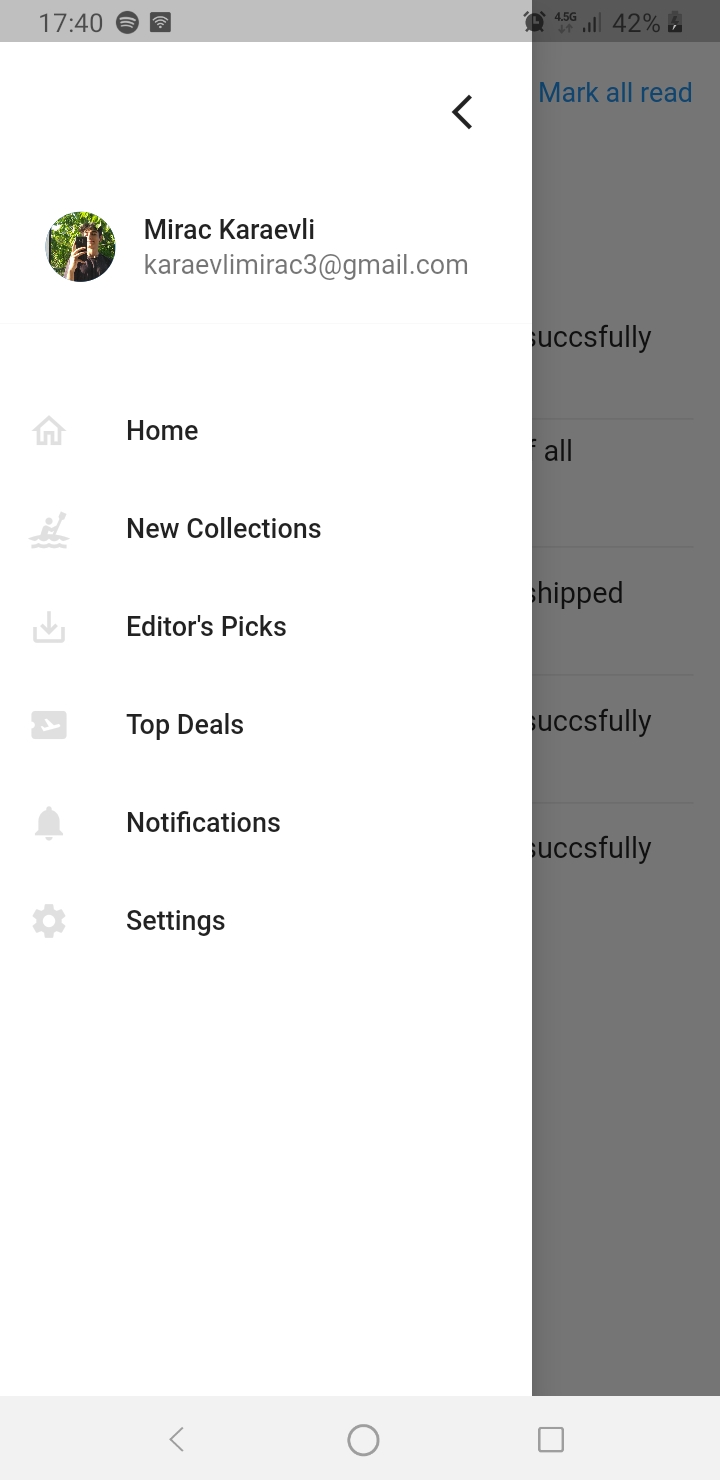 17:40
4.5G 42%
Mark all read
Mirac Karaevli
karaevlimirac3@gmail.com
succsfully
Home
f all
New Collections
shipped
Editor's Picks
Top Deals
succsfully
Notifications
succsfully
Settings